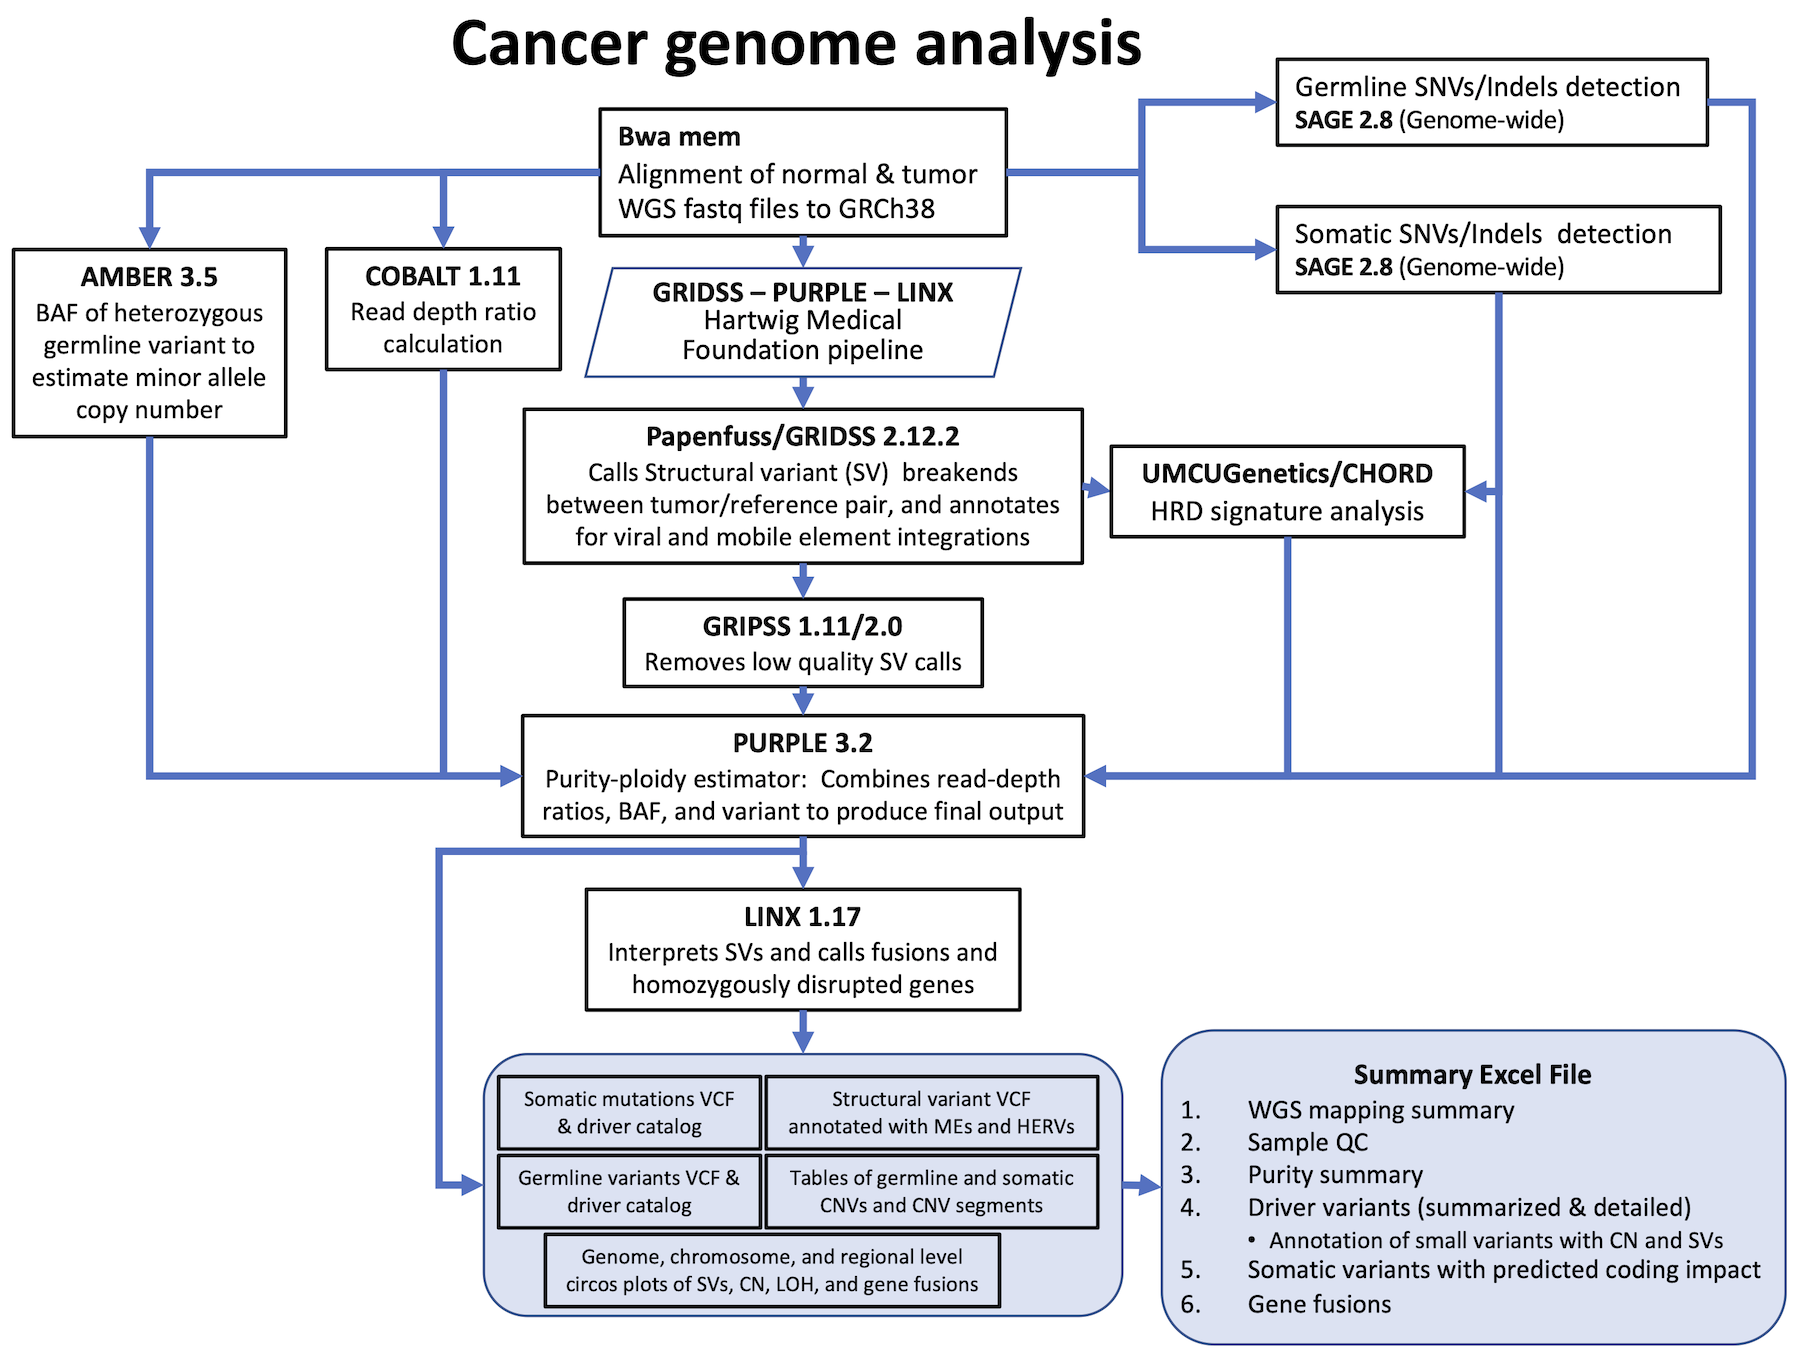 Cancer genome analysis
Germline SNVs/Indels detection
SAGE 2.8 (Genome-wide)
Bwa mem
Alignment of normal & tumor
WGS fastq files to GRCh38
Somatic SNVs/Indels  detection
SAGE 2.8 (Genome-wide)
AMBER 3.5
BAF of heterozygous
germline variant to
estimate minor allele
copy number
COBALT 1.11
Read depth ratio
calculation
GRIDSS – PURPLE – LINX
Hartwig Medical
Foundation pipeline
Papenfuss/GRIDSS 2.12.2
Calls Structural variant (SV)  breakends
between tumor/reference pair, and annotates
for viral and mobile element integrations
UMCUGenetics/CHORD
HRD signature analysis
GRIPSS 1.11/2.0
Removes low quality SV calls
PURPLE 3.2
Purity-ploidy estimator:  Combines read-depth
ratios, BAF, and variant to produce final output
LINX 1.17
Interprets SVs and calls fusions and
homozygously disrupted genes
Somatic mutations VCF
& driver catalog
Structural variant VCF
annotated with MEs and HERVs
Germline variants VCF &
driver catalog
Tables of germline and somatic
CNVs and CNV segments
Genome, chromosome, and regional level
circos plots of SVs, CN, LOH, and gene fusions
Summary Excel File
1. WGS mapping summary
2. Sample QC
3. Purity summary
4. Driver variants (summarized & detailed)
• Annotation of small variants with CN and SVs
5. Somatic variants with predicted coding impact
6. Gene fusions